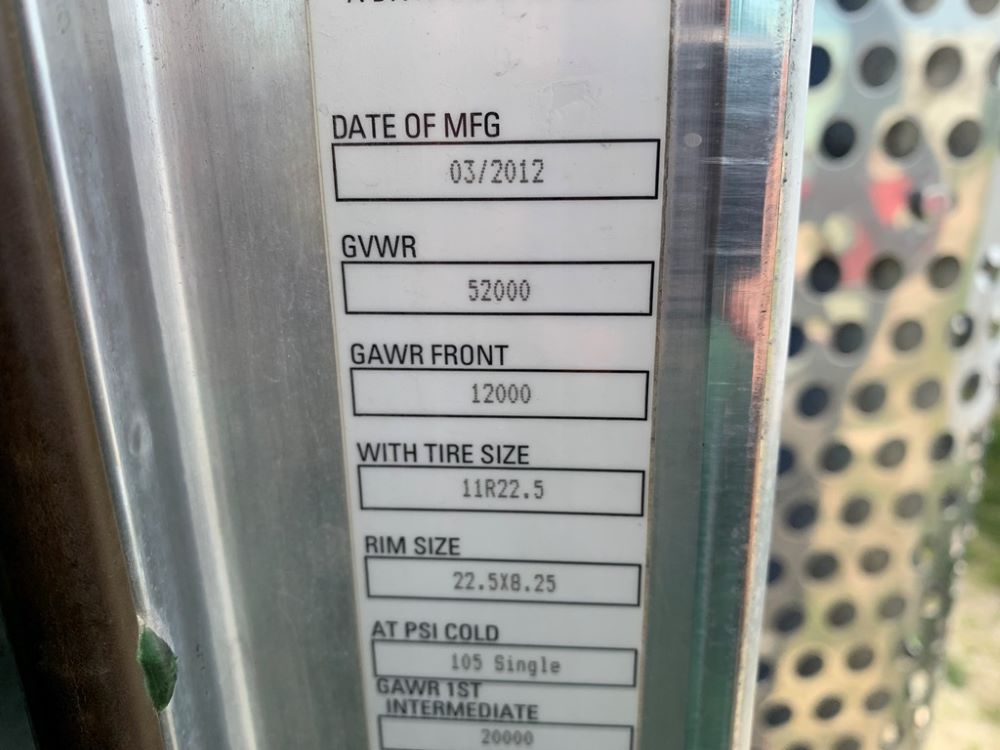 DATE OF MFG
03/2012
GVWR
52000
GAWR FRONT
12000
WITH TIRE SIZE
11R22.5
RIM SIZE
22.5X8.25
AT PSI COLD
105 Single
GAWR 1ST
INTERMEDIATE
20000